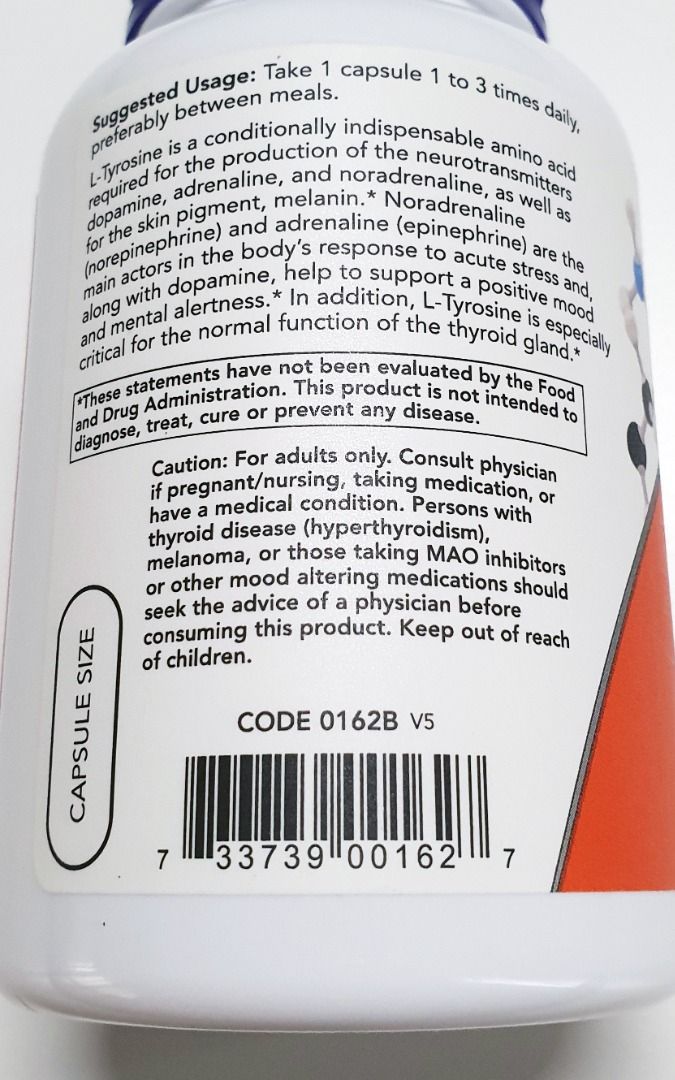 Suggested Usage: Take 1 capsule 1 to 3 times daily,
preferably between meals.
L-Tyrosine is a conditionally indispensable amino acid
required for the production of the neurotransmitters
dopamine, adrenaline, and noradrenaline, as well as
for the skin pigment, melanin.* Noradrenaline
(norepinephrine) and adrenaline (epinephrine) are the
main actors in the body's response to acute stress and,
along with dopamine, help to support a positive mood
and mental alertness.* In addition, L-Tyrosine is especially
critical for the normal function of the thyroid gland.*
*These statements have not been evaluated by the Food
and Drug Administration. This product is not intended to
diagnose, treat, cure or prevent any disease.
Caution: For adults only. Consult physician
if pregnant/nursing, taking medication, or
have a medical condition. Persons with
thyroid disease (hyperthyroidism),
melanoma, or those taking MAO inhibitors
or other mood altering medications should
seek the advice of a physician before
consuming this product. Keep out of reach
of children.
CAPSULE SIZE
CODE 0162B V5
7 33739 00162 7